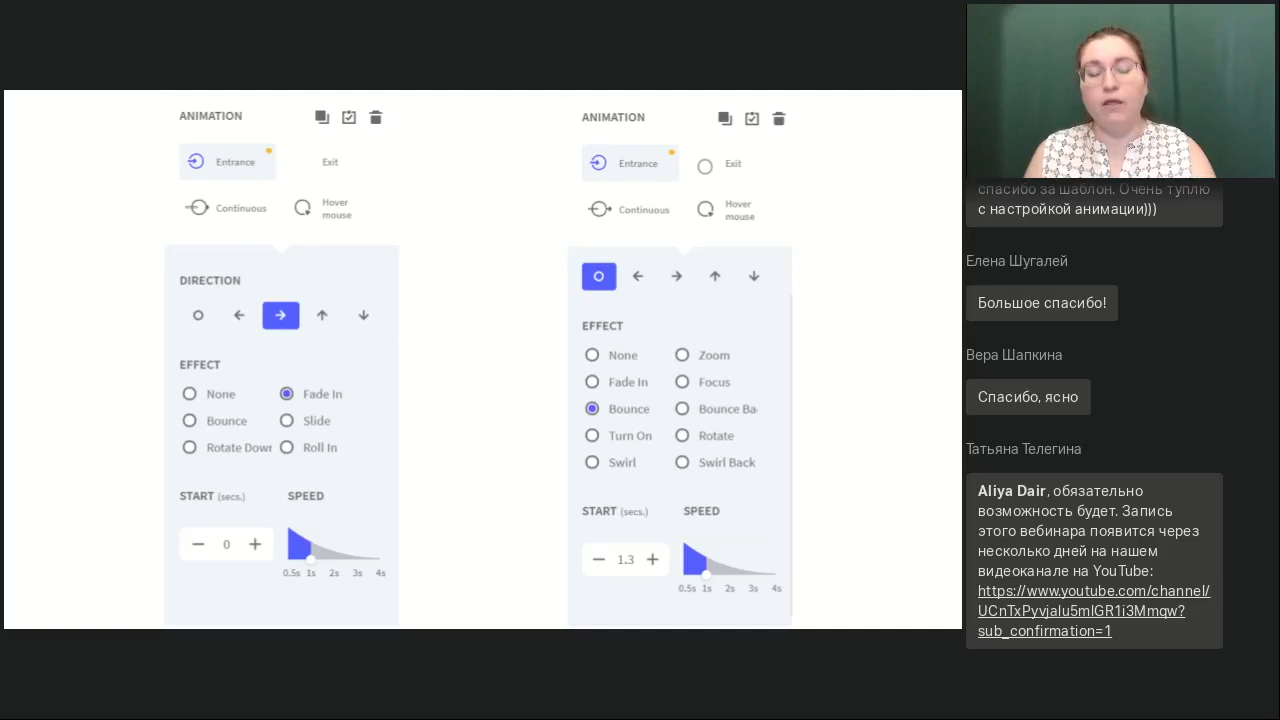 ANIMATION
Entrance
Exit
Continuous
Hover
mouse
DIRECTION
EFFECT
None
Fade In
Bounce
Slide
Rotate Down
Roll In
START (secs.)
SPEED
0
0.5s 1s 2s 3s 4s
ANIMATION
Entrance
Exit
Continuous
Hover
mouse
EFFECT
None
Zoom
Fade In
Focus
Bounce
Bounce Ba
Turn On
Rotate
Swirl
Swirl Back
START (secs.)
SPEED
1.3
0.5s 1s 2s 3s 4s
спасибо за шаблон. Очень туплю
с настройкой анимации)))
Елена Шугалей
Большое спасибо!
Вера Шапкина
Спасибо, ясно
Татьяна Телегина
Aliya Dair, обязательно
возможность будет. Запись
этого вебинара появится через
несколько дней на нашем
видеоканале на YouTube:
https://www.youtube.com/channel/
UCnTxPyvjalu5mlGR1i3Mmqw?
sub_confirmation=1